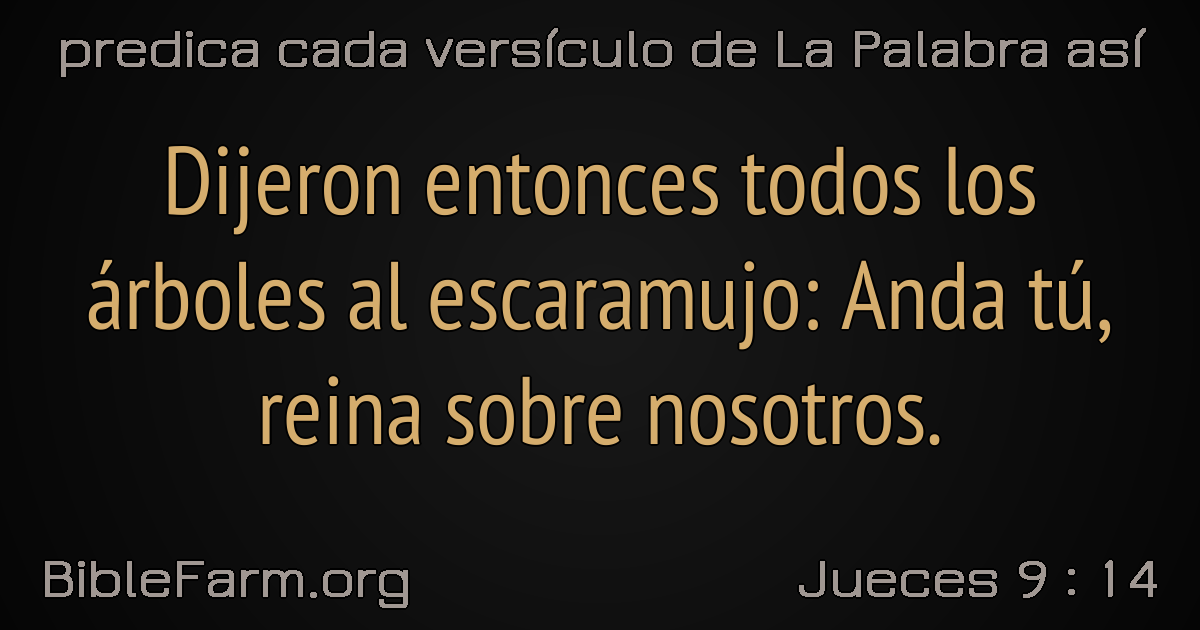 predica cada versículo de La Palabra así
Dijeron entonces todos los
árboles al escaramujo: Anda tú,
reina sobre nosotros.
BibleFarm.org
Jueces 9 : 14